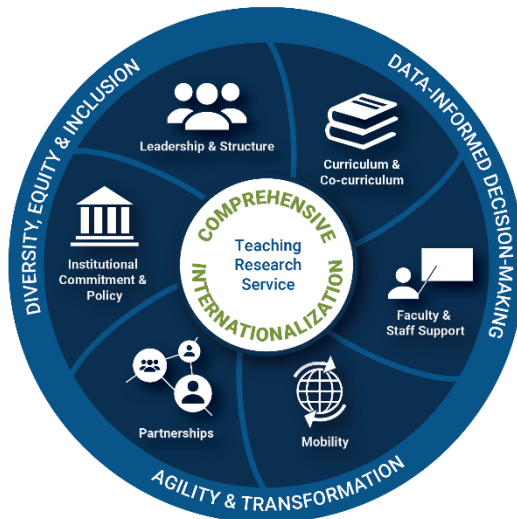 DIVERSITY, EQUITY & INCLUSION
DATA-INFORMED DECISION-MAKING
AGILITY & TRANSFORMATION
Leadership & Structure
Curriculum &
Co-curriculum
Institutional
Commitment &
Policy
COMPREHENSIVE
Teaching
Research
Service
INTERNATIONALIZATION
Faculty &
Staff Support
Partnerships
Mobility